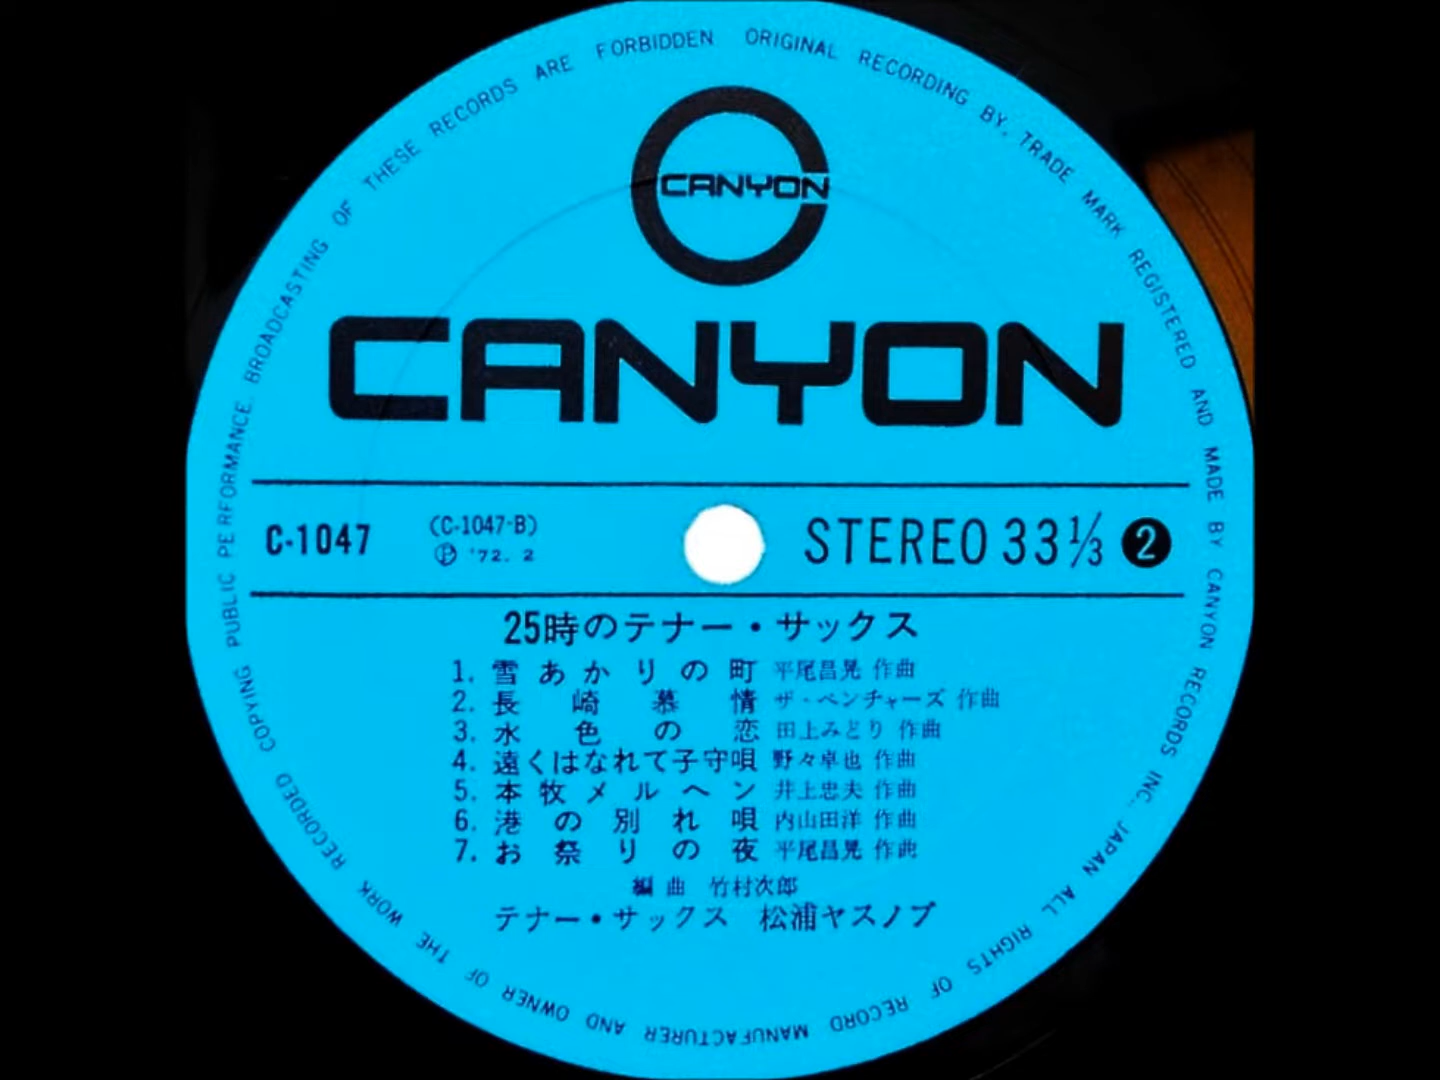 ORIGINAL RECORDING BY, TRADE MARK REGISTERED AND MADE BY CANYON RECORDS INC., JAPAN ALL RIGHTS OF RECORD MANUFACTURER AND OWNER OF THE WORK RECORDED COPYING PUBLIC PERFORMANCE, BROADCASTING OF THESE RECORDS ARE FORBIDDEN
CANYON
CANYON
C-1047 (C-1047-B) STEREO 33 1/3 2
Ⓟ '72. 2
25時のテナー・サックス
1. 雪あかりの町 平尾昌晃 作曲
2. 長崎慕情 ザ・ベンチャーズ 作曲
3. 水色の恋 田上みどり 作曲
4. 遠くはなれて子守唄 野々卓也 作曲
5. 本牧メルヘン 井上忠夫 作曲
6. 港の別れ唄 内山田洋 作曲
7. お祭りの夜 平尾昌晃 作曲
編曲 竹村次郎
テナー・サックス 松浦ヤスノブ